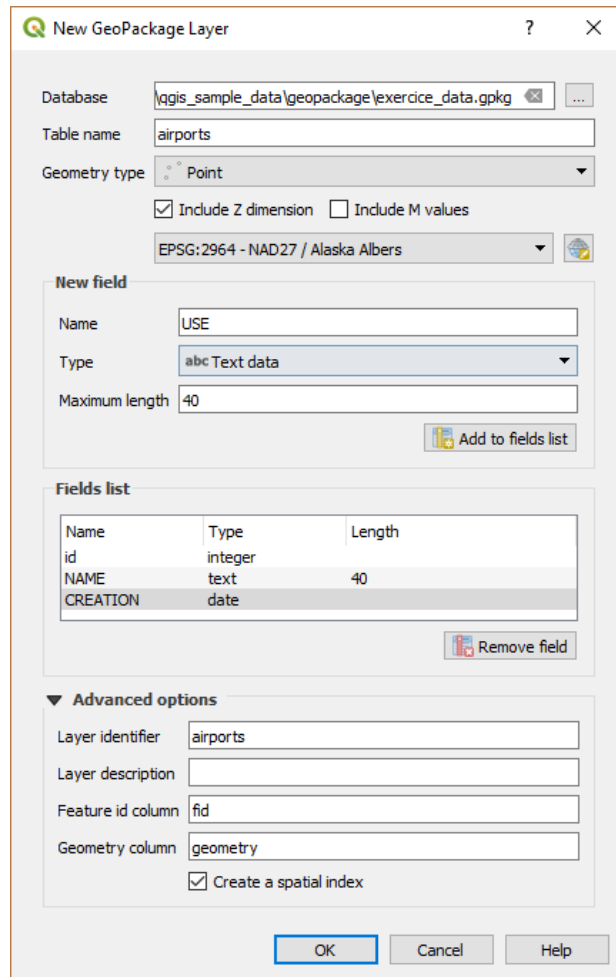 New GeoPackage Layer ?
Database \qgis_sample_data\geopackage\exercice_data.gpkg ...
Table name airports
Geometry type Point
Include Z dimension Include M values
EPSG:2964 - NAD27 / Alaska Albers
New field
Name USE
Type abc Text data
Maximum length 40
Add to fields list
Fields list
Name Type Length
id integer
NAME text 40
CREATION date
Remove field
Advanced options
Layer identifier airports
Layer description
Feature id column fid
Geometry column geometry
Create a spatial index
OK Cancel Help